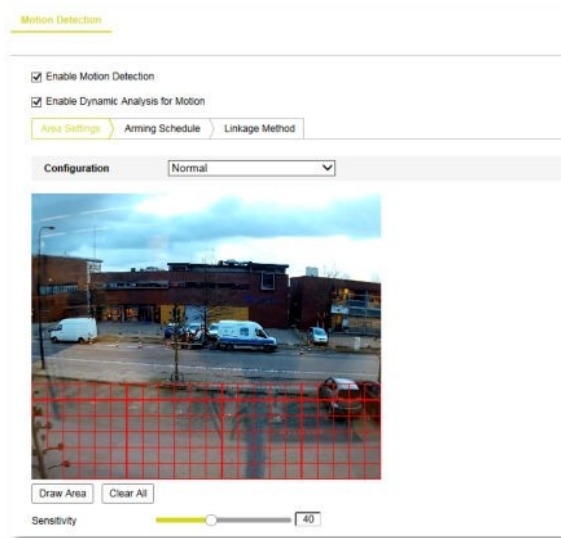 Motion Detection
Enable Motion Detection
Enable Dynamic Analysis for Motion
Area Settings Arming Schedule Linkage Method
Configuration Normal
Draw Area Clear All
Sensitivity 40